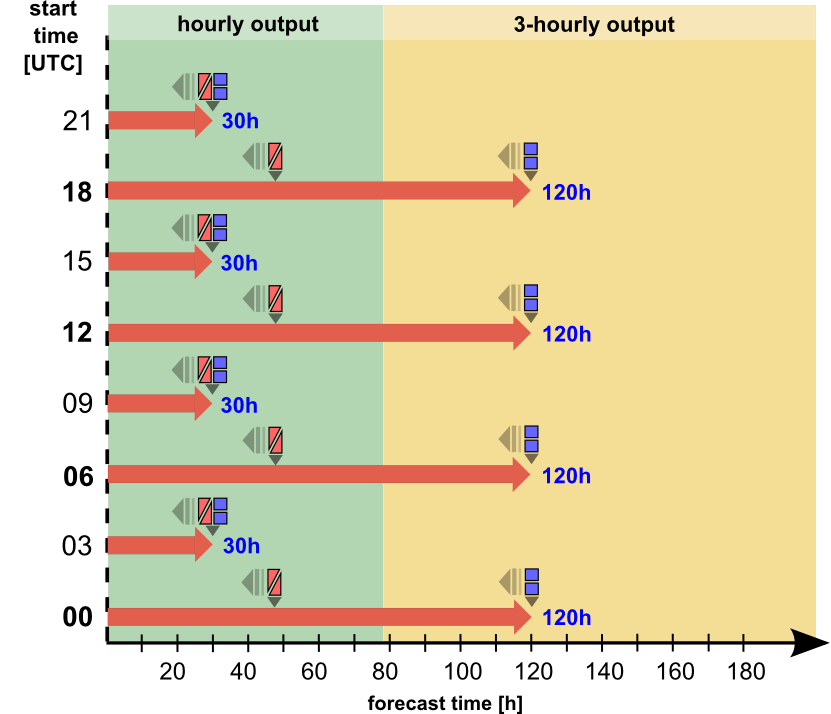 start
time
[UTC]
hourly output
3-hourly output
21
30h
18
120h
15
30h
12
120h
09
30h
06
120h
03
30h
00
120h
20 40 60 80 100 120 140 160 180
forecast time [h]